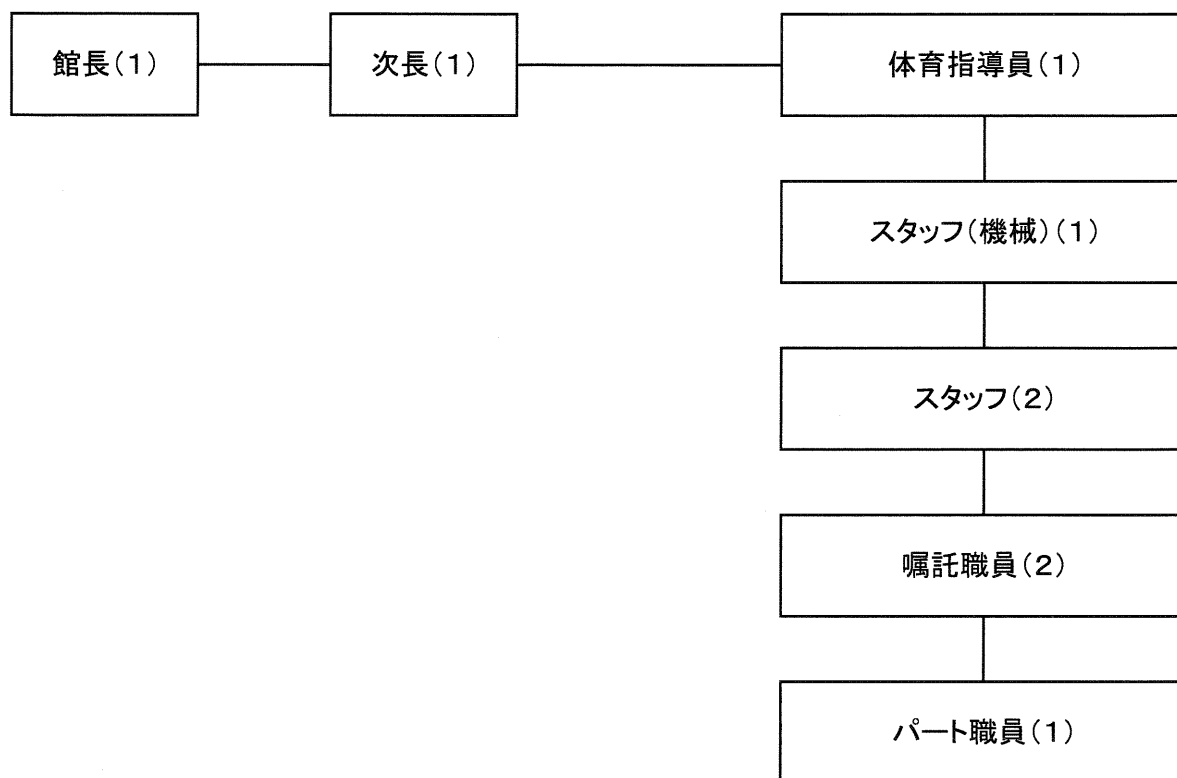 館長(1)
次長(1)
体育指導員(1)
スタッフ(機械)(1)
スタッフ(2)
嘱託職員(2)
パート職員(1)